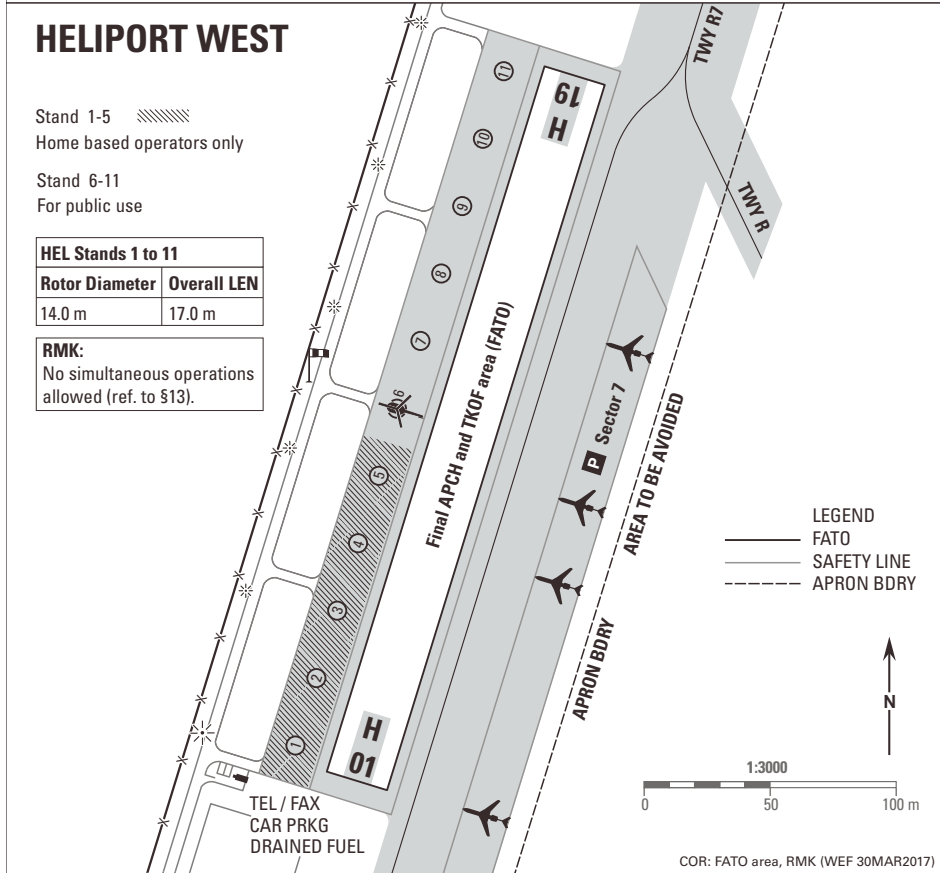 HELIPORT WEST
Stand 1-5
Home based operators only
Stand 6-11
For public use
HEL Stands 1 to 11
Rotor Diameter Overall LEN
14.0 m 17.0 m
RMK:
No simultaneous operations
allowed (ref. to §13).
TWY R7
TWY R
19
H
11
10
9
8
7
6
5
4
3
2
1
Final APCH and TKOF area (FATO)
P Sector 7
AREA TO BE AVOIDED
APRON BDRY
H
01
TEL / FAX
CAR PRKG
DRAINED FUEL
LEGEND
FATO
SAFETY LINE
APRON BDRY
N
1:3000
0 50 100 m
COR: FATO area, RMK (WEF 30MAR2017)